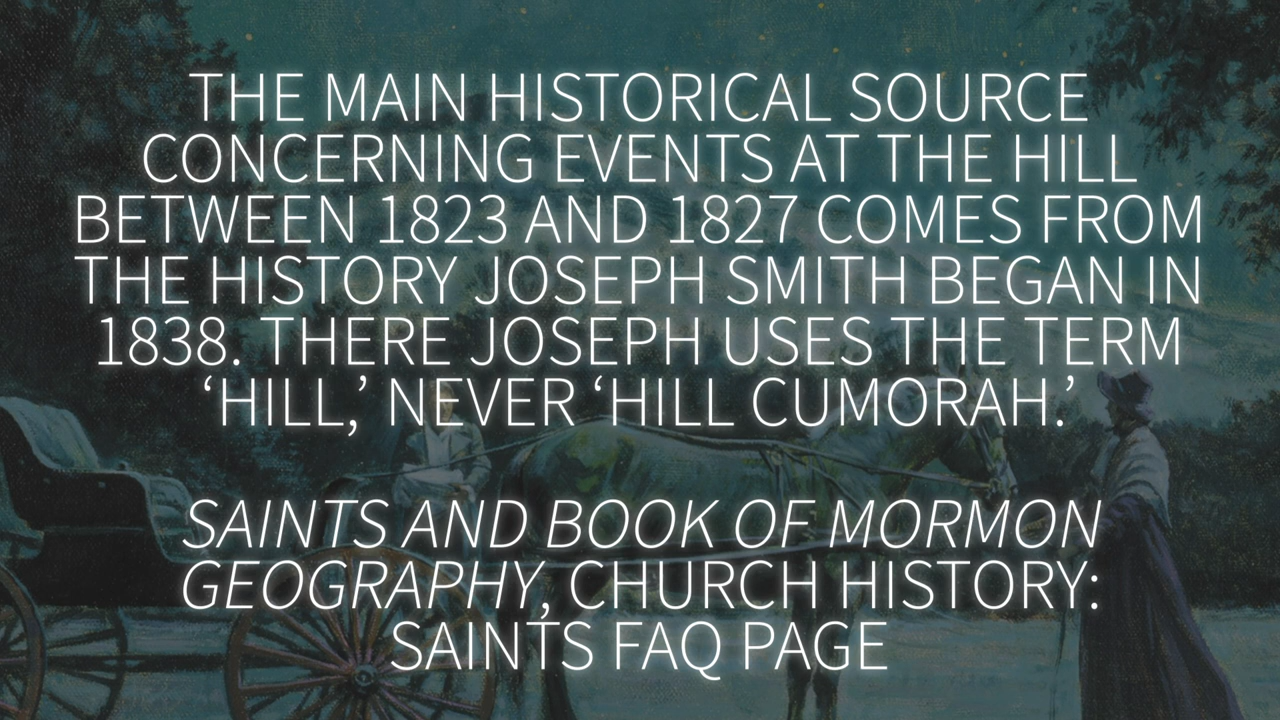 THE MAIN HISTORICAL SOURCE
CONCERNING EVENTS AT THE HILL
BETWEEN 1823 AND 1827 COMES FROM
THE HISTORY JOSEPH SMITH BEGAN IN
1838. THERE JOSEPH USES THE TERM
‘HILL,’ NEVER ‘HILL CUMORAH.’
SAINTS AND BOOK OF MORMON
GEOGRAPHY, CHURCH HISTORY:
SAINTS FAQ PAGE